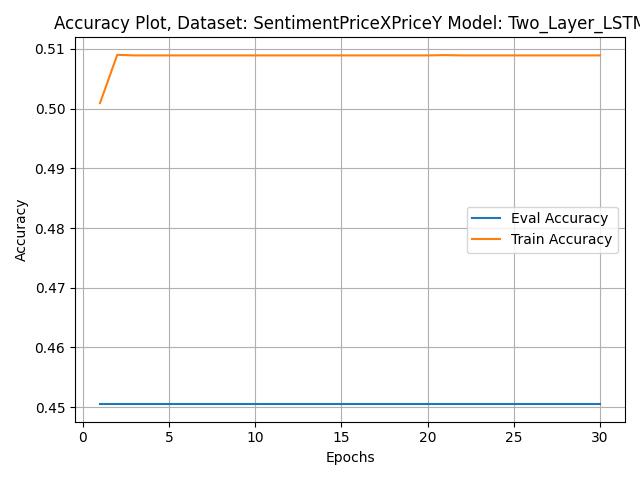 Accuracy Plot, Dataset: SentimentPriceXPriceY Model: Two_Layer_LSTM
0.51
0.50
0.49
0.48
0.47
0.46
0.45
Accuracy
Eval Accuracy
Train Accuracy
0 5 10 15 20 25 30
Epochs